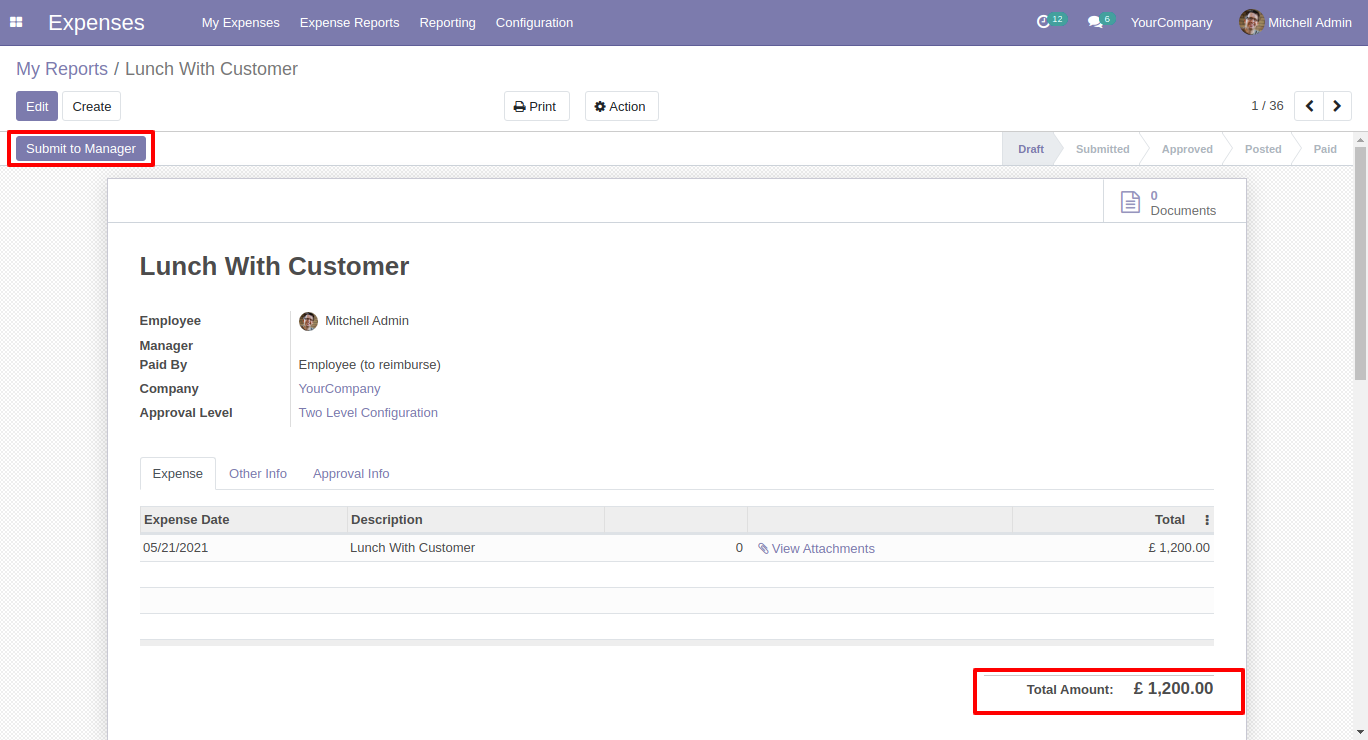 Expenses My Expenses Expense Reports Reporting Configuration 12 6 YourCompany Mitchell Admin
My Reports / Lunch With Customer
Edit Create Print Action 1 / 36
Submit to Manager Draft Submitted Approved Posted Paid
0
Documents
Lunch With Customer
Employee Mitchell Admin
Manager
Paid By Employee (to reimburse)
Company YourCompany
Approval Level Two Level Configuration
Expense Other Info Approval Info
Expense Date Description Total
05/21/2021 Lunch With Customer 0 View Attachments £ 1,200.00
Total Amount: £ 1,200.00